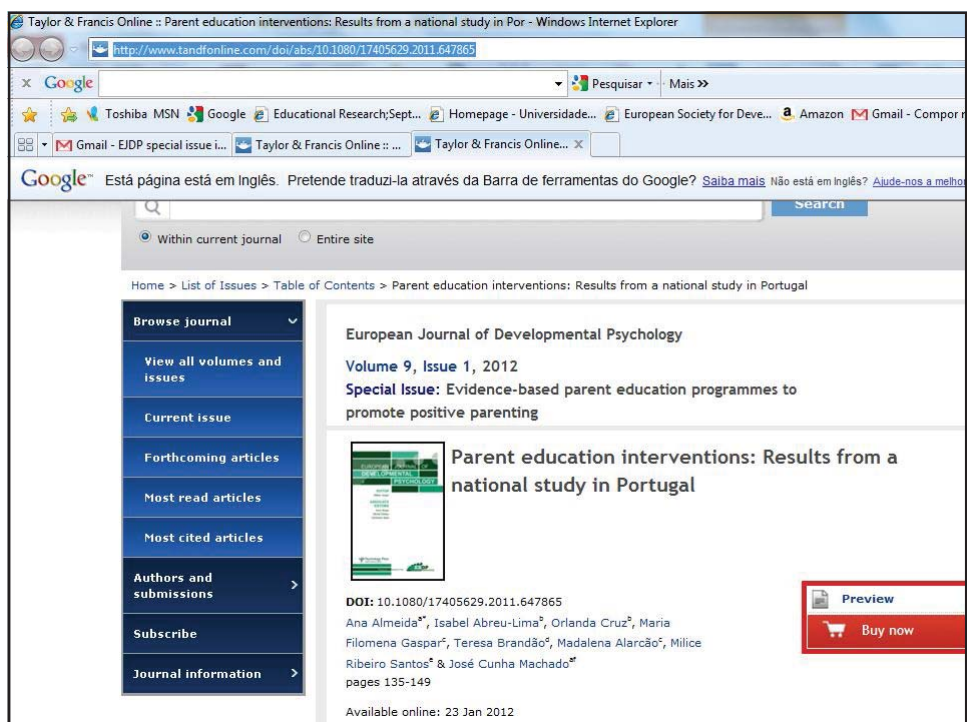 Taylor & Francis Online :: Parent education interventions: Results from a national study in Por - Windows Internet Explorer
http://www.tandfonline.com/doi/abs/10.1080/17405629.2011.647865
x Google Pesquisar Mais >>
Toshiba MSN Google Educational Research;Sept... Homepage - Universidade... European Society for Deve... Amazon Gmail - Compor
Gmail - EJDP special issue i... Taylor & Francis Online :: ... Taylor & Francis Online... X
Google™ Está página está em Inglês. Pretende traduzi-la através da Barra de ferramentas do Google? Saiba mais Não está em Inglês? Ajude-nos a
Search
Within current journal Entire site
Home > List of Issues > Table of Contents > Parent education interventions: Results from a national study in Portugal
Browse journal
View all volumes and
issues
Current issue
Forthcoming articles
Most read articles
Most cited articles
Authors and
submissions >
Subscribe
Journal information >
European Journal of Developmental Psychology
Volume 9, Issue 1, 2012
Special Issue: Evidence-based parent education programmes to
promote positive parenting
EUROPEAN JOURNAL OF
DEVELOPMENTAL
PSYCHOLOGY
Parent education interventions: Results from a
national study in Portugal
DOI: 10.1080/17405629.2011.647865
Ana Almeida a*, Isabel Abreu-Lima b, Orlanda Cruz b, Maria
Filomena Gaspar c, Teresa Brandão d, Madalena Alarcão c, Milice
Ribeiro Santos e & José Cunha Machado af
pages 135-149
Available online: 23 Jan 2012
Preview
Buy now